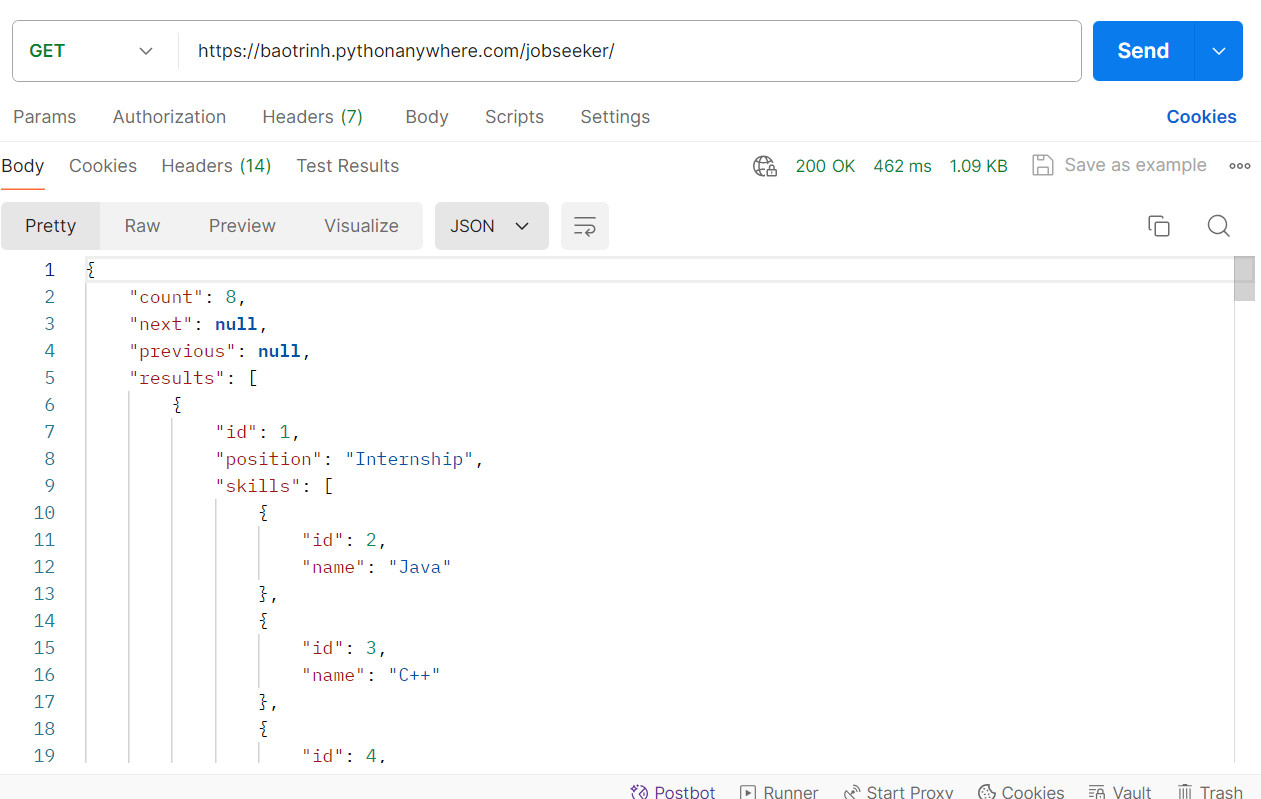 GET https://baotrinh.pythonanywhere.com/jobseeker/ Send
Params Authorization Headers (7) Body Scripts Settings Cookies
Body Cookies Headers (14) Test Results 200 OK 462 ms 1.09 KB Save as example
Pretty Raw Preview Visualize JSON
1 {
2 "count": 8,
3 "next": null,
4 "previous": null,
5 "results": [
6 {
7 "id": 1,
8 "position": "Internship",
9 "skills": [
10 {
11 "id": 2,
12 "name": "Java"
13 },
14 {
15 "id": 3,
16 "name": "C++"
17 },
18 {
19 "id": 4,
Postbot Runner Start Proxy Cookies Vault Trash